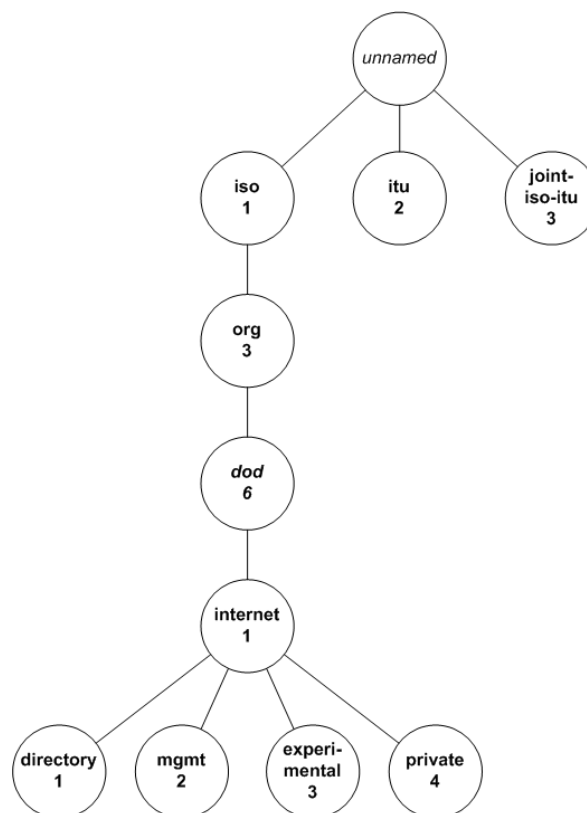 unnamed
iso
1
itu
2
joint-
iso-itu
3
org
3
dod
6
internet
1
directory
1
mgmt
2
experi-
mental
3
private
4